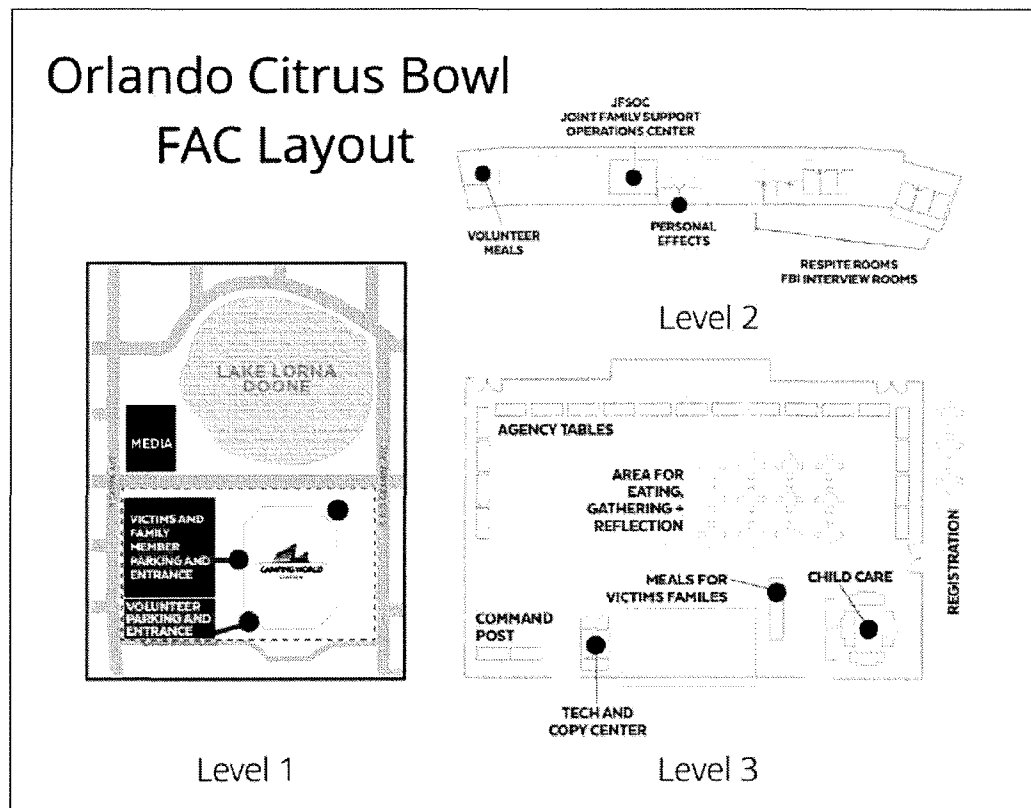 Orlando Citrus Bowl
FAC Layout
JFSOC
JOINT FAMILY SUPPORT
OPERATIONS CENTER
VOLUNTEER
MEALS
PERSONAL
EFFECTS
RESPITE ROOMS
FBI INTERVIEW ROOMS
Level 2
LAKE LORNA
DOONE
MEDIA
VICTIMS AND
FAMILY
MEMBER
PARKING AND
ENTRANCE
VOLUNTEER
PARKING AND
ENTRANCE
CAMPING WORLD
STADIUM
Level 1
AGENCY TABLES
AREA FOR
EATING,
GATHERING +
REFLECTION
REGISTRATION
MEALS FOR
VICTIMS FAMILES
CHILD CARE
COMMAND
POST
TECH AND
COPY CENTER
Level 3